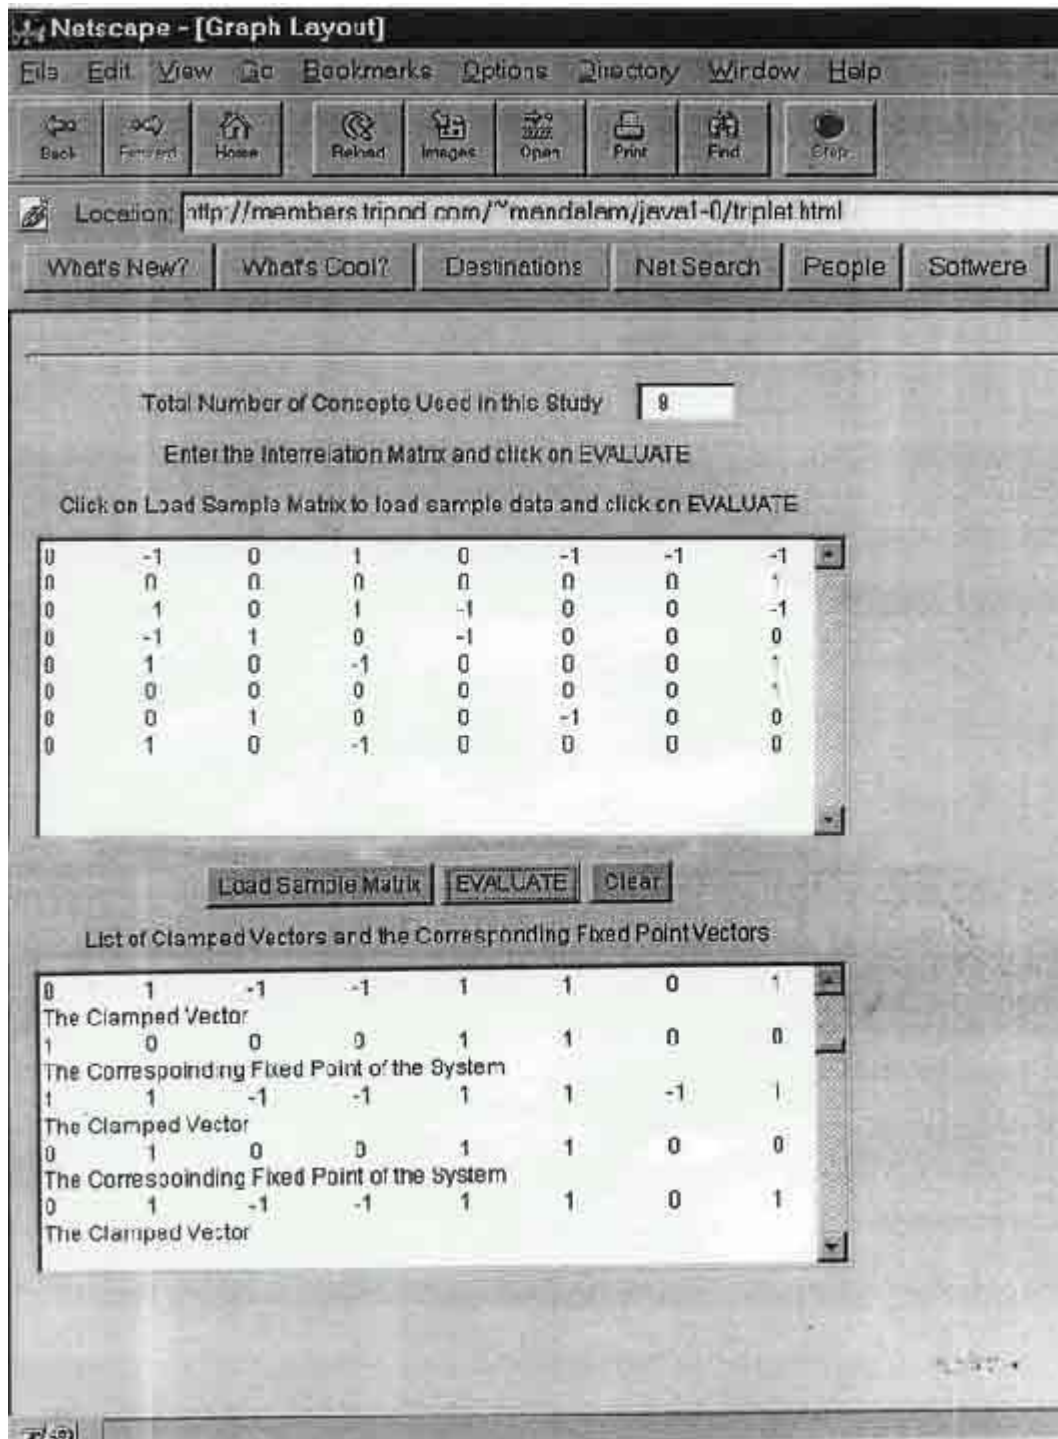 Netscape - [Graph Layout]
File Edit View Go Bookmarks Options Directory Window Help
Back Forward Home Reload Images Open Print Find Stop
Location: http://members.tripod.com/~mandalam/java1-0/triplet.html
What's New? What's Cool? Destinations Net Search People Software
Total Number of Concepts Used in this Study 8
Enter the Interrelation Matrix and click on EVALUATE
Click on Load Sample Matrix to load sample data and click on EVALUATE
0 -1 0 1 0 -1 -1 -1
0 0 0 0 0 0 0 1
0 1 0 1 -1 0 0 -1
0 -1 1 0 -1 0 0 0
0 1 0 -1 0 0 0 1
0 0 0 0 0 0 0 1
0 0 1 0 0 -1 0 0
0 1 0 -1 0 0 0 0
Load Sample Matrix EVALUATE Clear
List of Clamped Vectors and the Corresponding Fixed Point Vectors
0 1 -1 -1 1 1 0 1
The Clamped Vector
1 0 0 0 1 1 0 0
The Correspoinding Fixed Point of the System
1 1 -1 -1 1 1 -1 1
The Clamped Vector
0 1 0 0 1 1 0 0
The Correspoinding Fixed Point of the System
0 1 -1 -1 1 1 0 1
The Clamped Vector